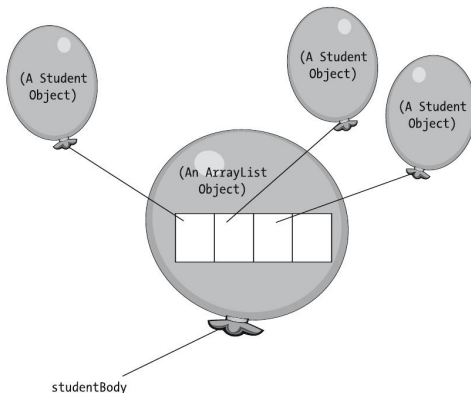 (A Student
Object)
(A Student
Object)
(A Student
Object)
(An ArrayList
Object)
studentBody